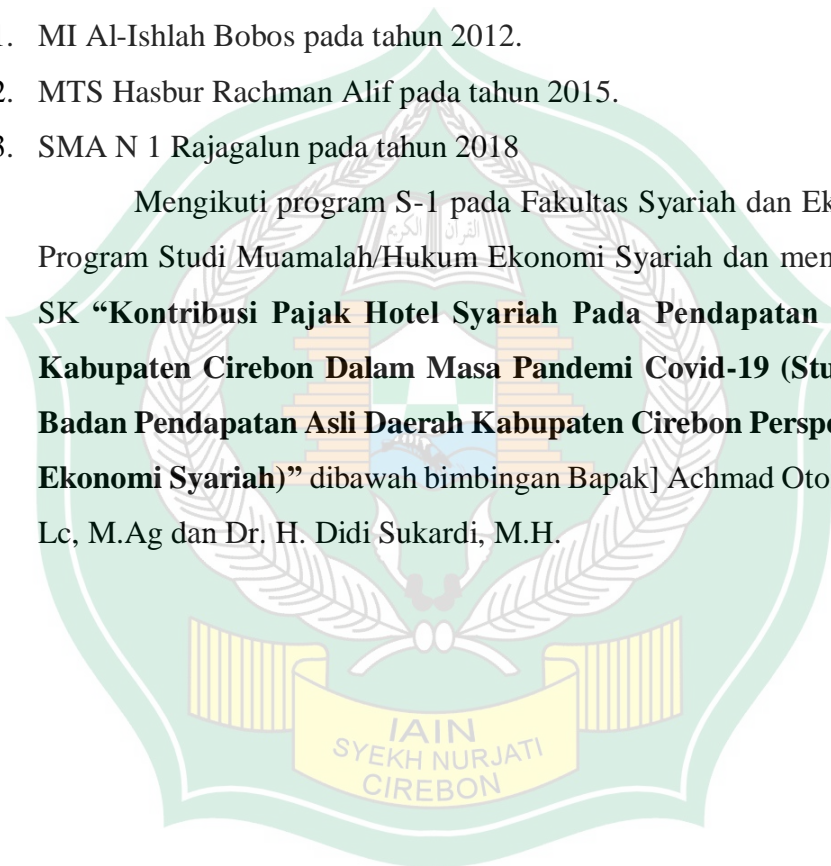 1. MI Al-Ishlah Bobos pada tahun 2012.
2. MTS Hasbur Rachman Alif pada tahun 2015.
3. SMA N 1 Rajagalun pada tahun 2018
Mengikuti program S-1 pada Fakultas Syariah dan Ek
Program Studi Muamalah/Hukum Ekonomi Syariah dan men
SK “Kontribusi Pajak Hotel Syariah Pada Pendapatan
Kabupaten Cirebon Dalam Masa Pandemi Covid-19 (Stu
Badan Pendapatan Asli Daerah Kabupaten Cirebon Perspe
Ekonomi Syariah)” dibawah bimbingan Bapak] Achmad Oto
Lc, M.Ag dan Dr. H. Didi Sukardi, M.H.
القرآن الكريم
IAIN
SYEKH NURJATI
CIREBON